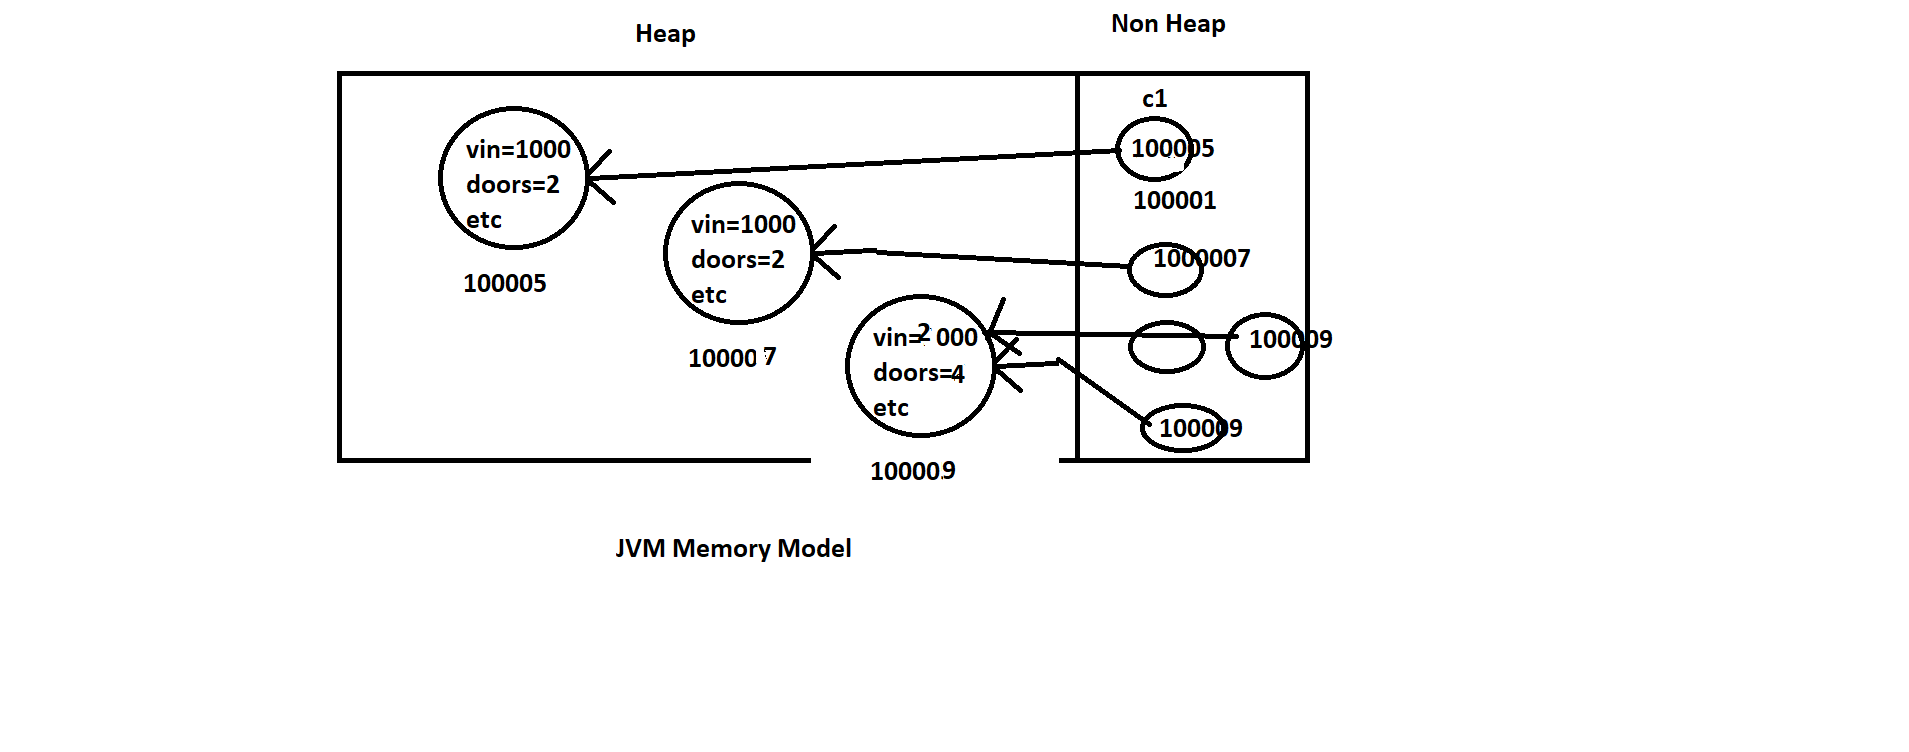 Heap
Non Heap
c1
vin=1000
doors=2
etc
100005
100005
100001
vin=1000
doors=2
etc
100007
1000007
vin=2000
doors=4
etc
100009
100009
100009
JVM Memory Model